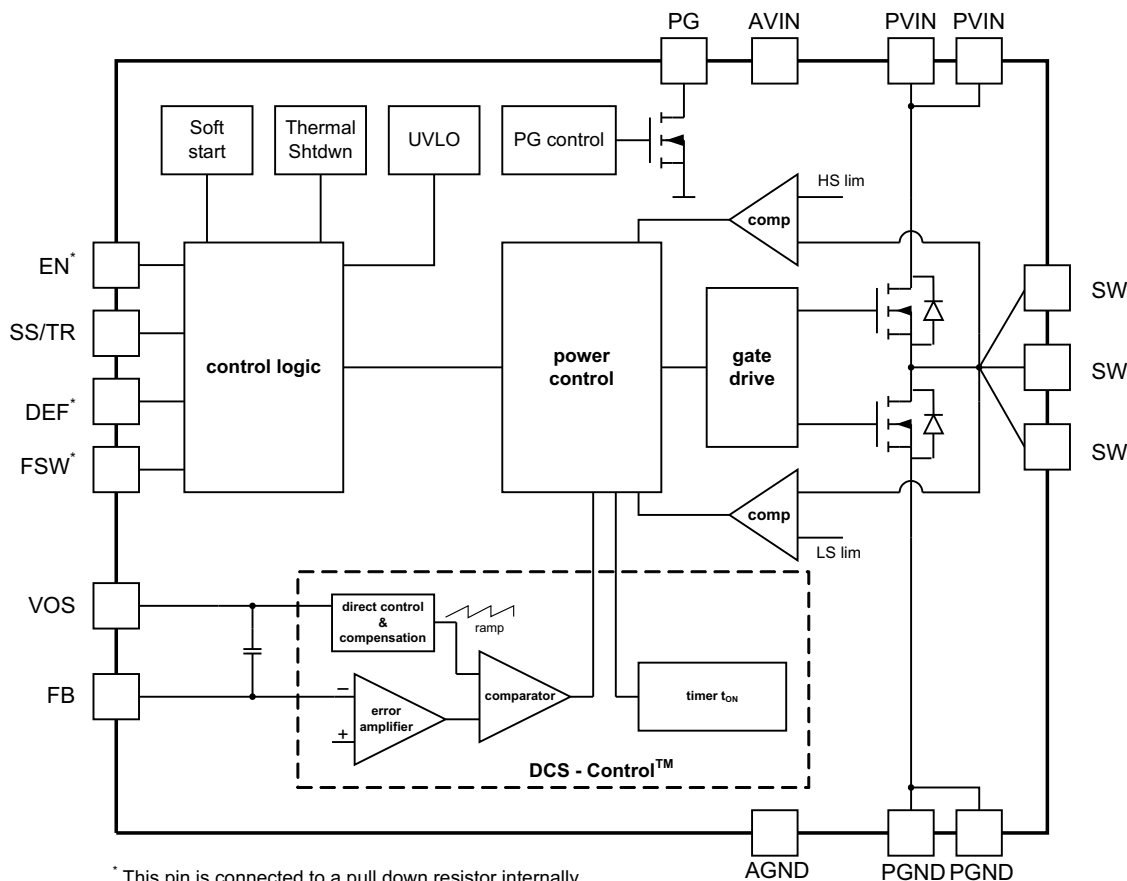 PG AVIN PVIN PVIN
Soft
start
Thermal
Shtdwn
UVLO
PG control
HS lim
comp
EN*
SS/TR
DEF*
FSW*
control logic
power
control
gate
drive
SW
SW
SW
comp
LS lim
VOS
FB
direct control
&
compensation
ramp
−
+
error
amplifier
comparator
timer tON
DCS - Control™
AGND PGND PGND
* This pin is connected to a pull down resistor internally